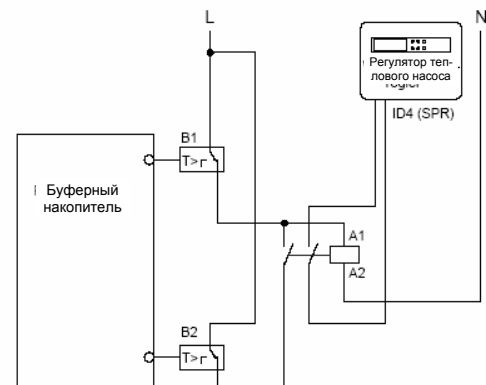 L
N
Регулятор теп-
лового насоса
ID4 (SPR)
B1
T>г
Буферный
накопитель
A1
A2
B2
T>г